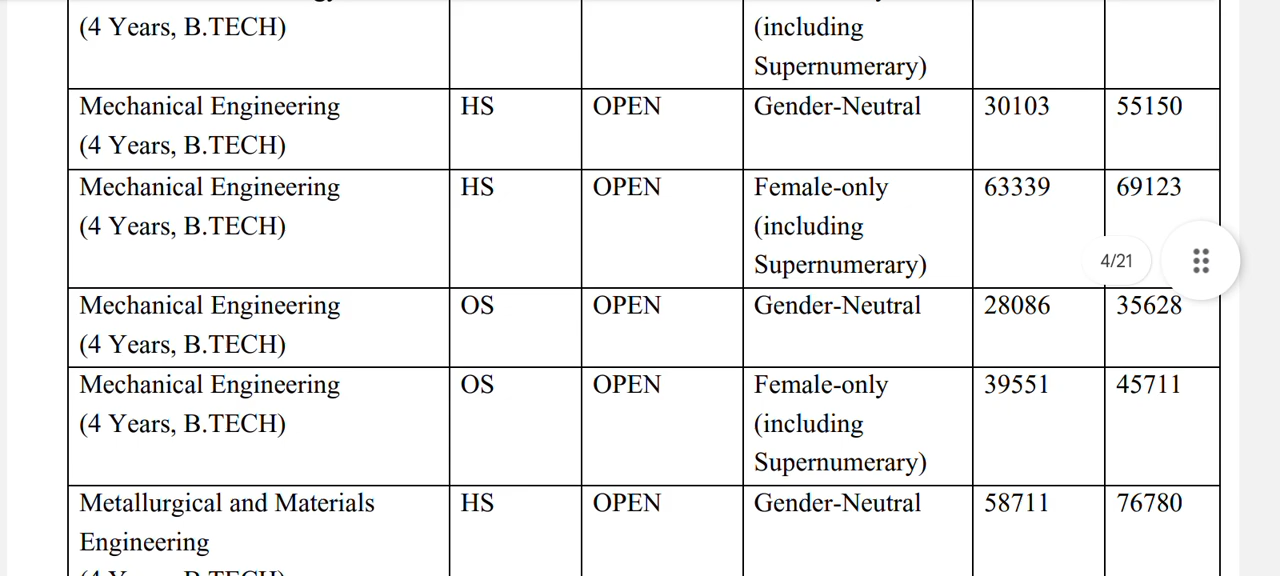 (4 Years, B.TECH) (including
Supernumery)
Mechanical Engineering HS OPEN Gender-Neutral 30103 55150
(4 Years, B.TECH)
Mechanical Engineering HS OPEN Female-only 63339 69123
(4 Years, B.TECH) (including
Supernumerary) 4/21
Mechanical Engineering OS OPEN Gender-Neutral 28086 35628
(4 Years, B.TECH)
Mechanical Engineering OS OPEN Female-only 39551 45711
(4 Years, B.TECH) (including
Supernumerary)
Metallurgical and Materials HS OPEN Gender-Neutral 58711 76780
Engineering
(4 Years, B.TECH)